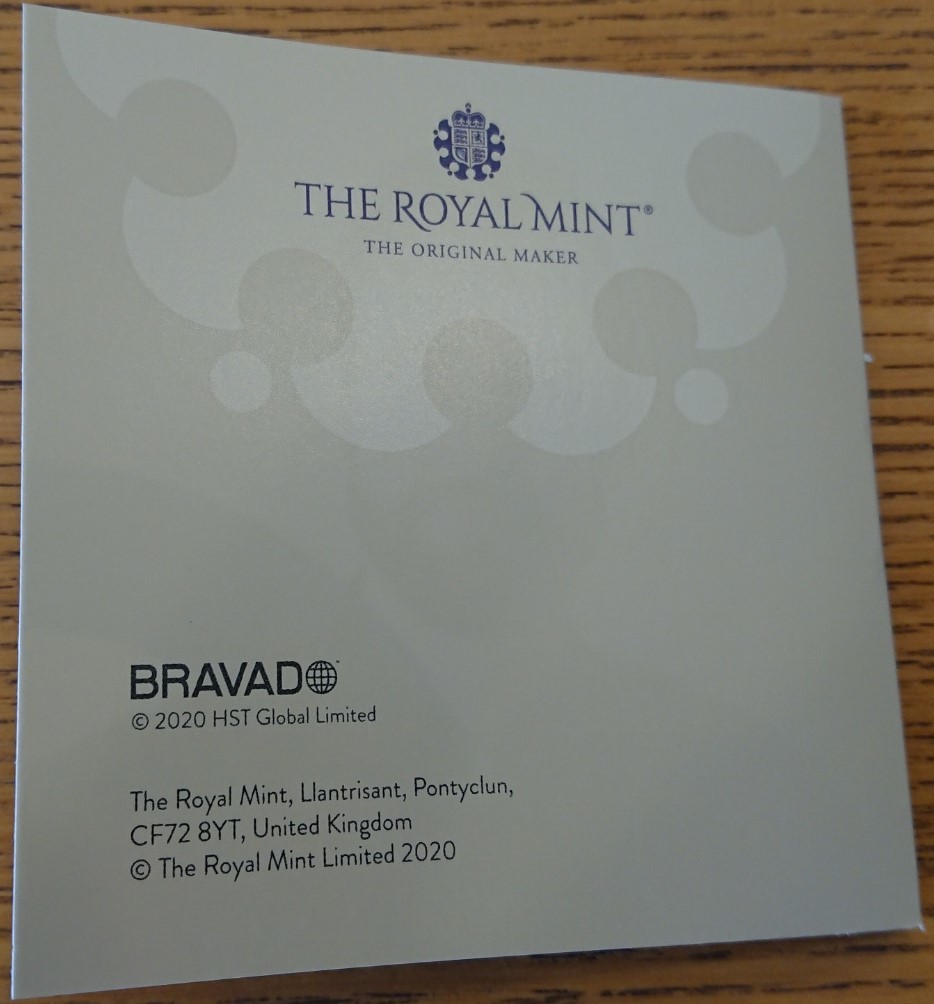 THE ROYAL MINT®
THE ORIGINAL MAKER
BRAVADO™
© 2020 HST Global Limited
The Royal Mint, Llantrisant, Pontyclun,
CF72 8YT, United Kingdom
© The Royal Mint Limited 2020